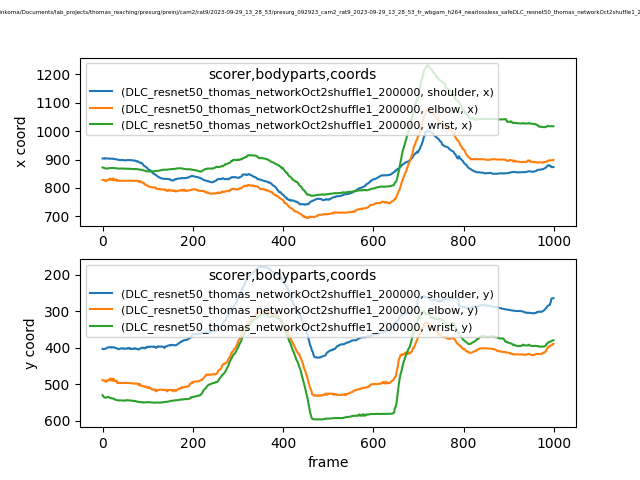 inkoma/Documents/lab_projects/thomas_reaching/presurg/preinj/cam2/rat9/2023-09-29_13_28_53/presurg_092923_cam2_rat9_2023-09-29_13_28_53_fr_wbgam_h264_nearlossless_safeDLC_resnet50_thomas_networkOct2shuffle1_2
scorer,bodyparts,coords
(DLC_resnet50_thomas_networkOct2shuffle1_200000, shoulder, x)
(DLC_resnet50_thomas_networkOct2shuffle1_200000, elbow, x)
(DLC_resnet50_thomas_networkOct2shuffle1_200000, wrist, x)
x coord
1200
1100
1000
900
800
700
0 200 400 600 800 1000
scorer,bodyparts,coords
(DLC_resnet50_thomas_networkOct2shuffle1_200000, shoulder, y)
(DLC_resnet50_thomas_networkOct2shuffle1_200000, elbow, y)
(DLC_resnet50_thomas_networkOct2shuffle1_200000, wrist, y)
y coord
200
300
400
500
600
0 200 400 600 800 1000
frame